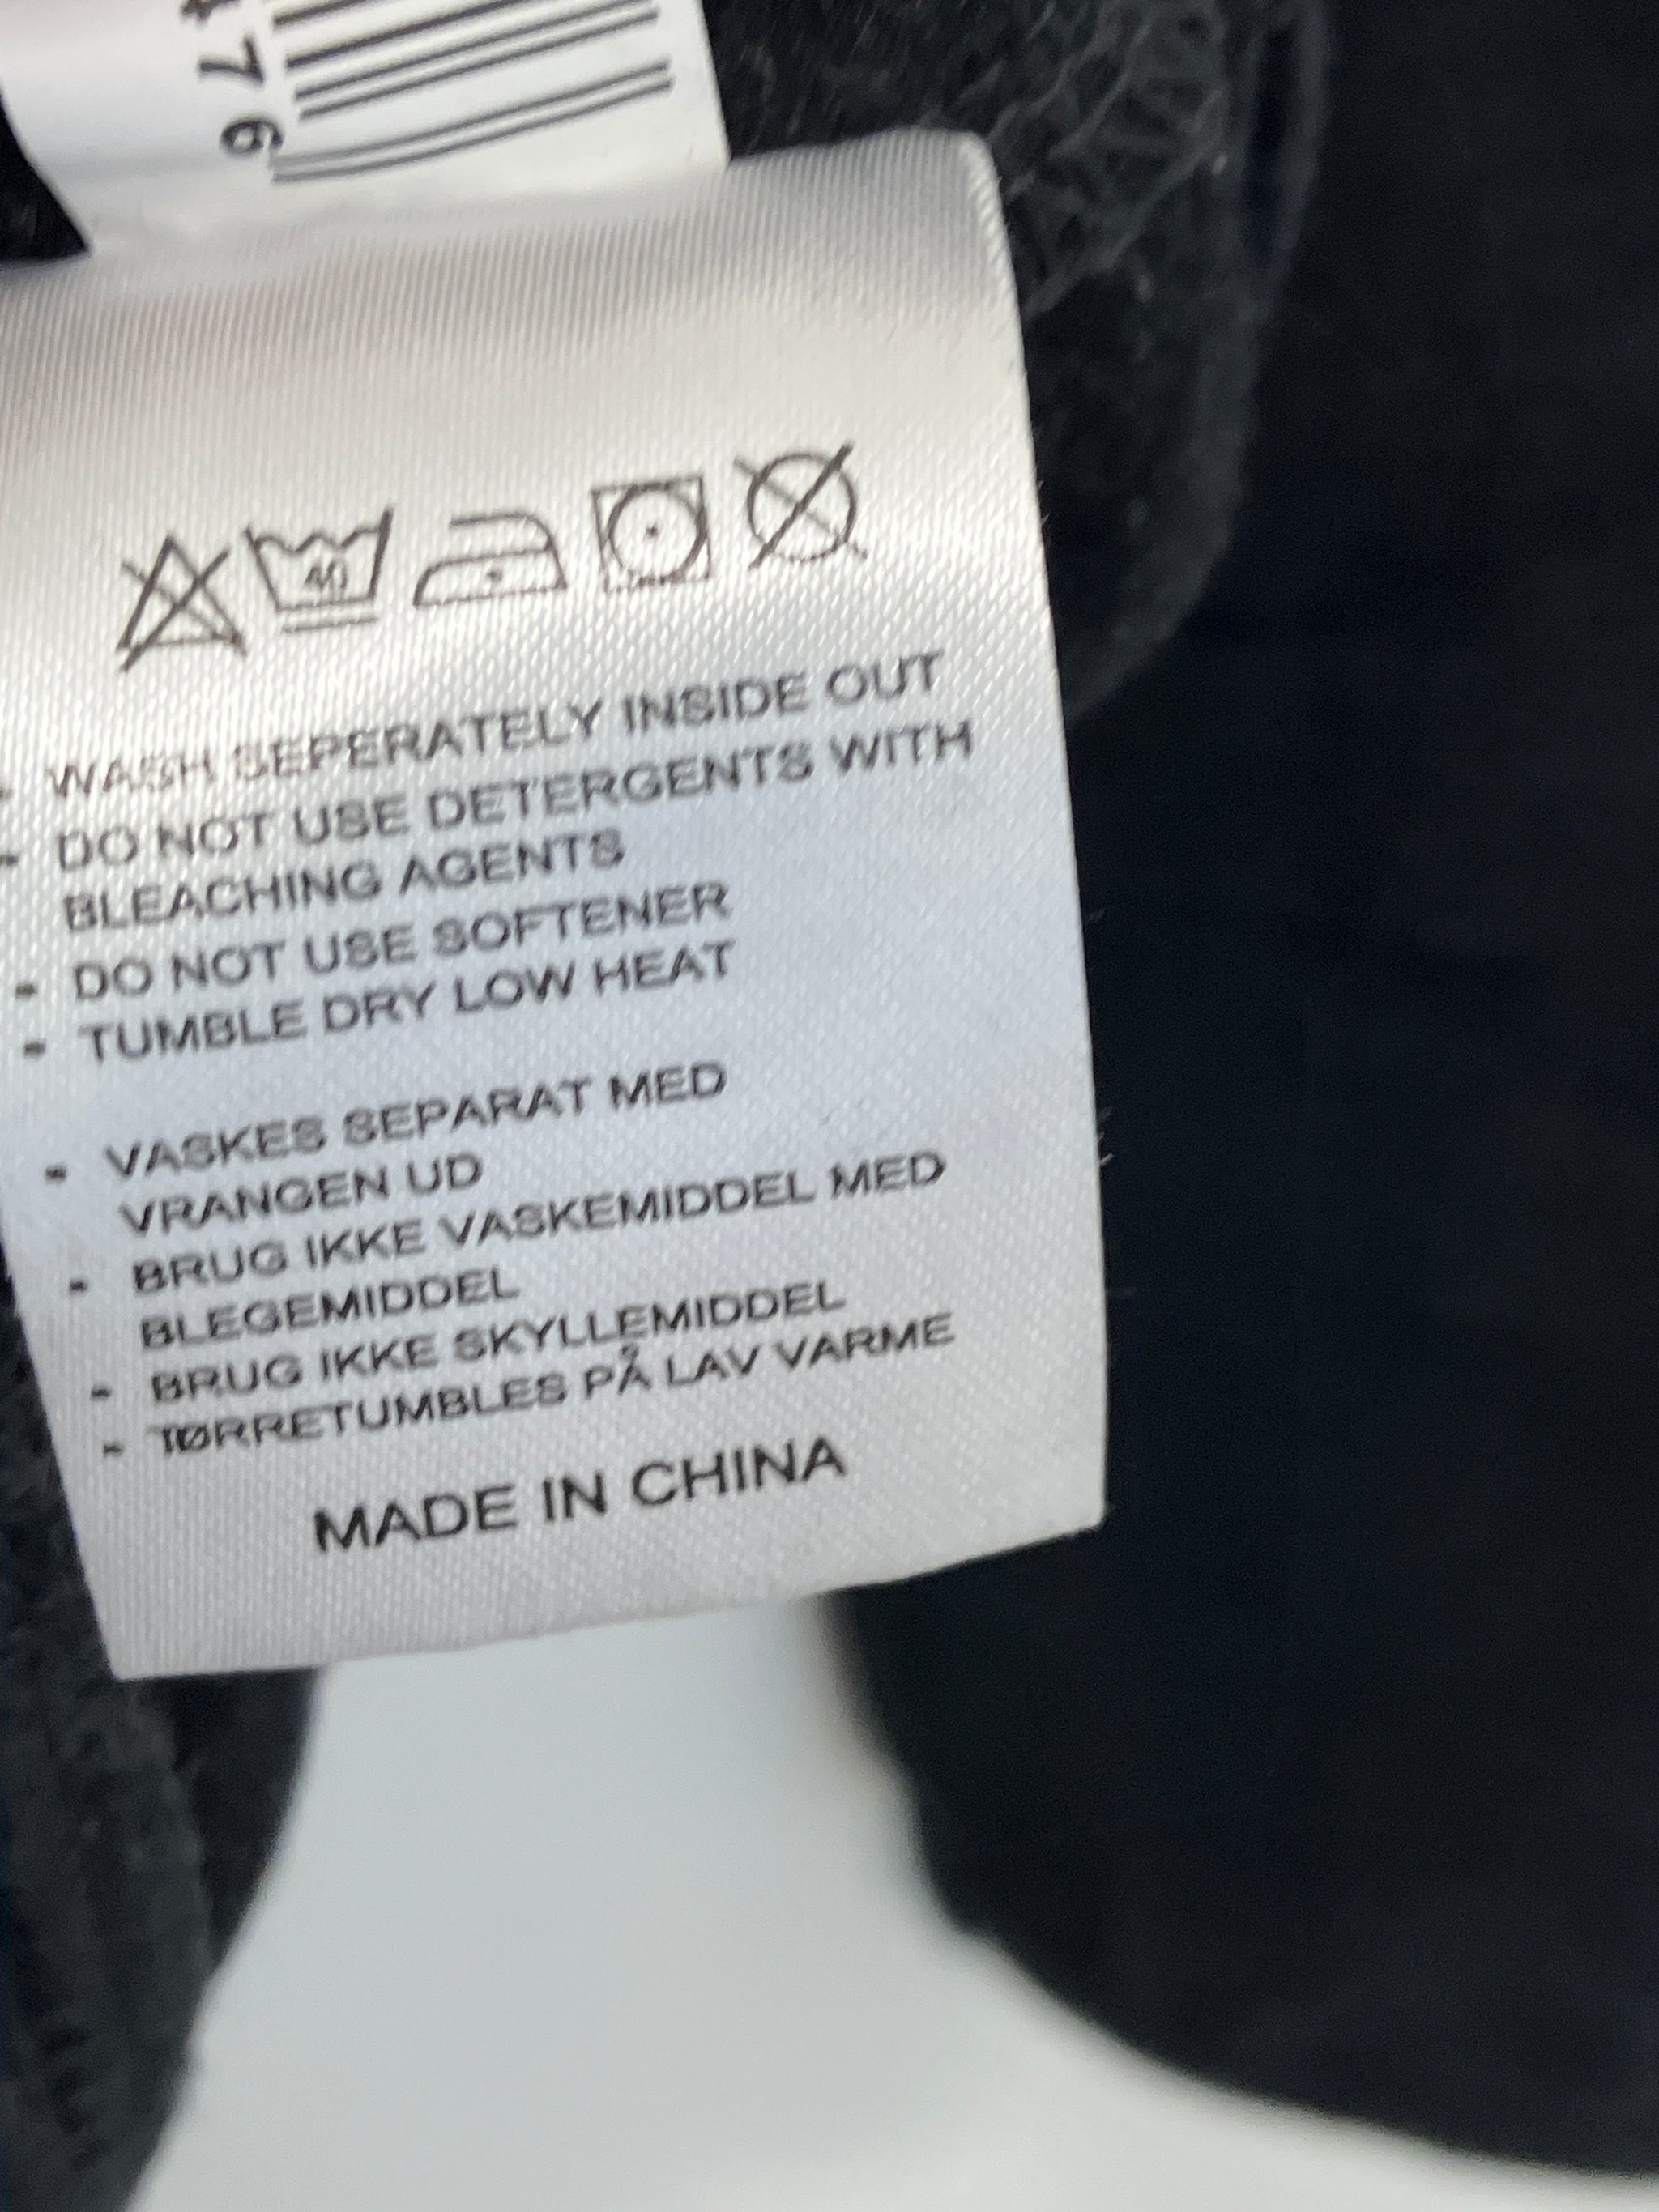 476
40
- WASH SEPERATELY INSIDE OUT
- DO NOT USE DETERGENTS WITH
BLEACHING AGENTS
- DO NOT USE SOFTENER
- TUMBLE DRY LOW HEAT
- VASKES SEPARAT MED
VRANGEN UD
- BRUG IKKE VASKEMIDDEL MED
BLEGEMIDDEL
- BRUG IKKE SKYLLEMIDDEL
- TØRRETUMBLES PÅ LAV VARME
MADE IN CHINA